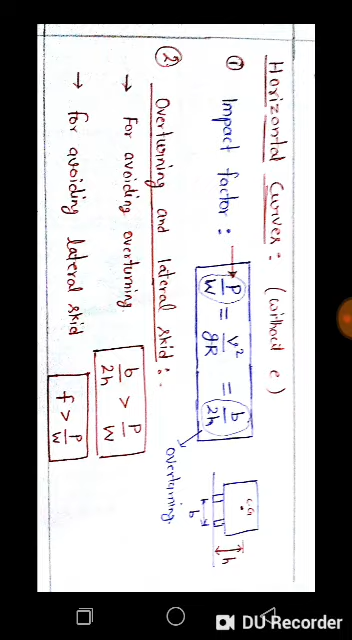 Horizontal Curves: (without e)
① Impact factor: → P/W = v²/gR = b/2h
overturning.
CG
h
b
② Overturning and lateral skid:.
→ For avoiding overturning. b/2h > P/W
→ for avoiding lateral skid f > P/W
DU Recorder